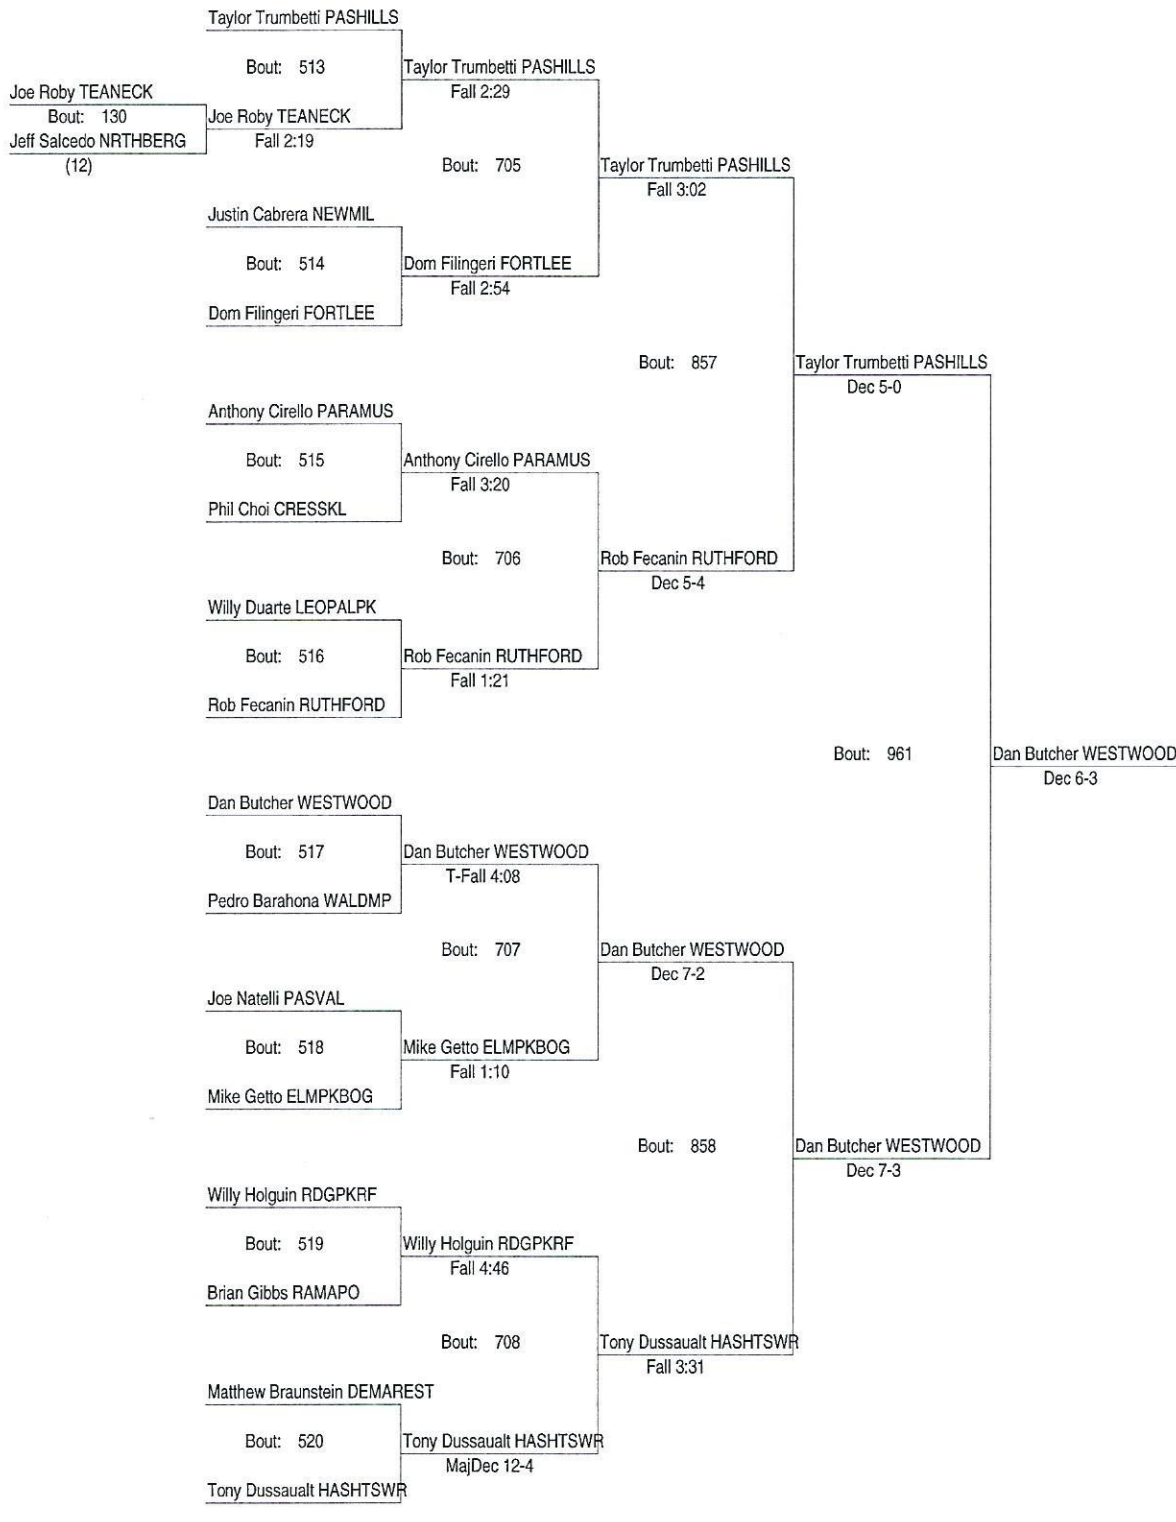 Taylor Trumbetti PASHILLS
Bout: 513
Taylor Trumbetti PASHILLS
Fall 2:29
Joe Roby TEANECK
Bout: 130
Joe Roby TEANECK
Jeff Salcedo NRTHBERG
Fall 2:19
(12)
Bout: 705
Taylor Trumbetti PASHILLS
Fall 3:02
Justin Cabrera NEWMIL
Bout: 514
Dom Filingeri FORTLEE
Fall 2:54
Dom Filingeri FORTLEE
Bout: 857
Taylor Trumbetti PASHILLS
Dec 5-0
Anthony Cirello PARAMUS
Bout: 515
Anthony Cirello PARAMUS
Fall 3:20
Phil Choi CRESSKL
Bout: 706
Rob Fecanin RUTHFORD
Dec 5-4
Willy Duarte LEOPALPK
Bout: 516
Rob Fecanin RUTHFORD
Fall 1:21
Rob Fecanin RUTHFORD
Bout: 961
Dan Butcher WESTWOOD
Dec 6-3
Dan Butcher WESTWOOD
Bout: 517
Dan Butcher WESTWOOD
T-Fall 4:08
Pedro Barahona WALDMP
Bout: 707
Dan Butcher WESTWOOD
Dec 7-2
Joe Natelli PASVAL
Bout: 518
Mike Getto ELMPKBOG
Fall 1:10
Mike Getto ELMPKBOG
Bout: 858
Dan Butcher WESTWOOD
Dec 7-3
Willy Holguin RDGPKRF
Bout: 519
Willy Holguin RDGPKRF
Fall 4:46
Brian Gibbs RAMAPO
Bout: 708
Tony Dussaualt HASHTSWR
Fall 3:31
Matthew Braunstein DEMAREST
Bout: 520
Tony Dussaualt HASHTSWR
MajDec 12-4
Tony Dussaualt HASHTSWR